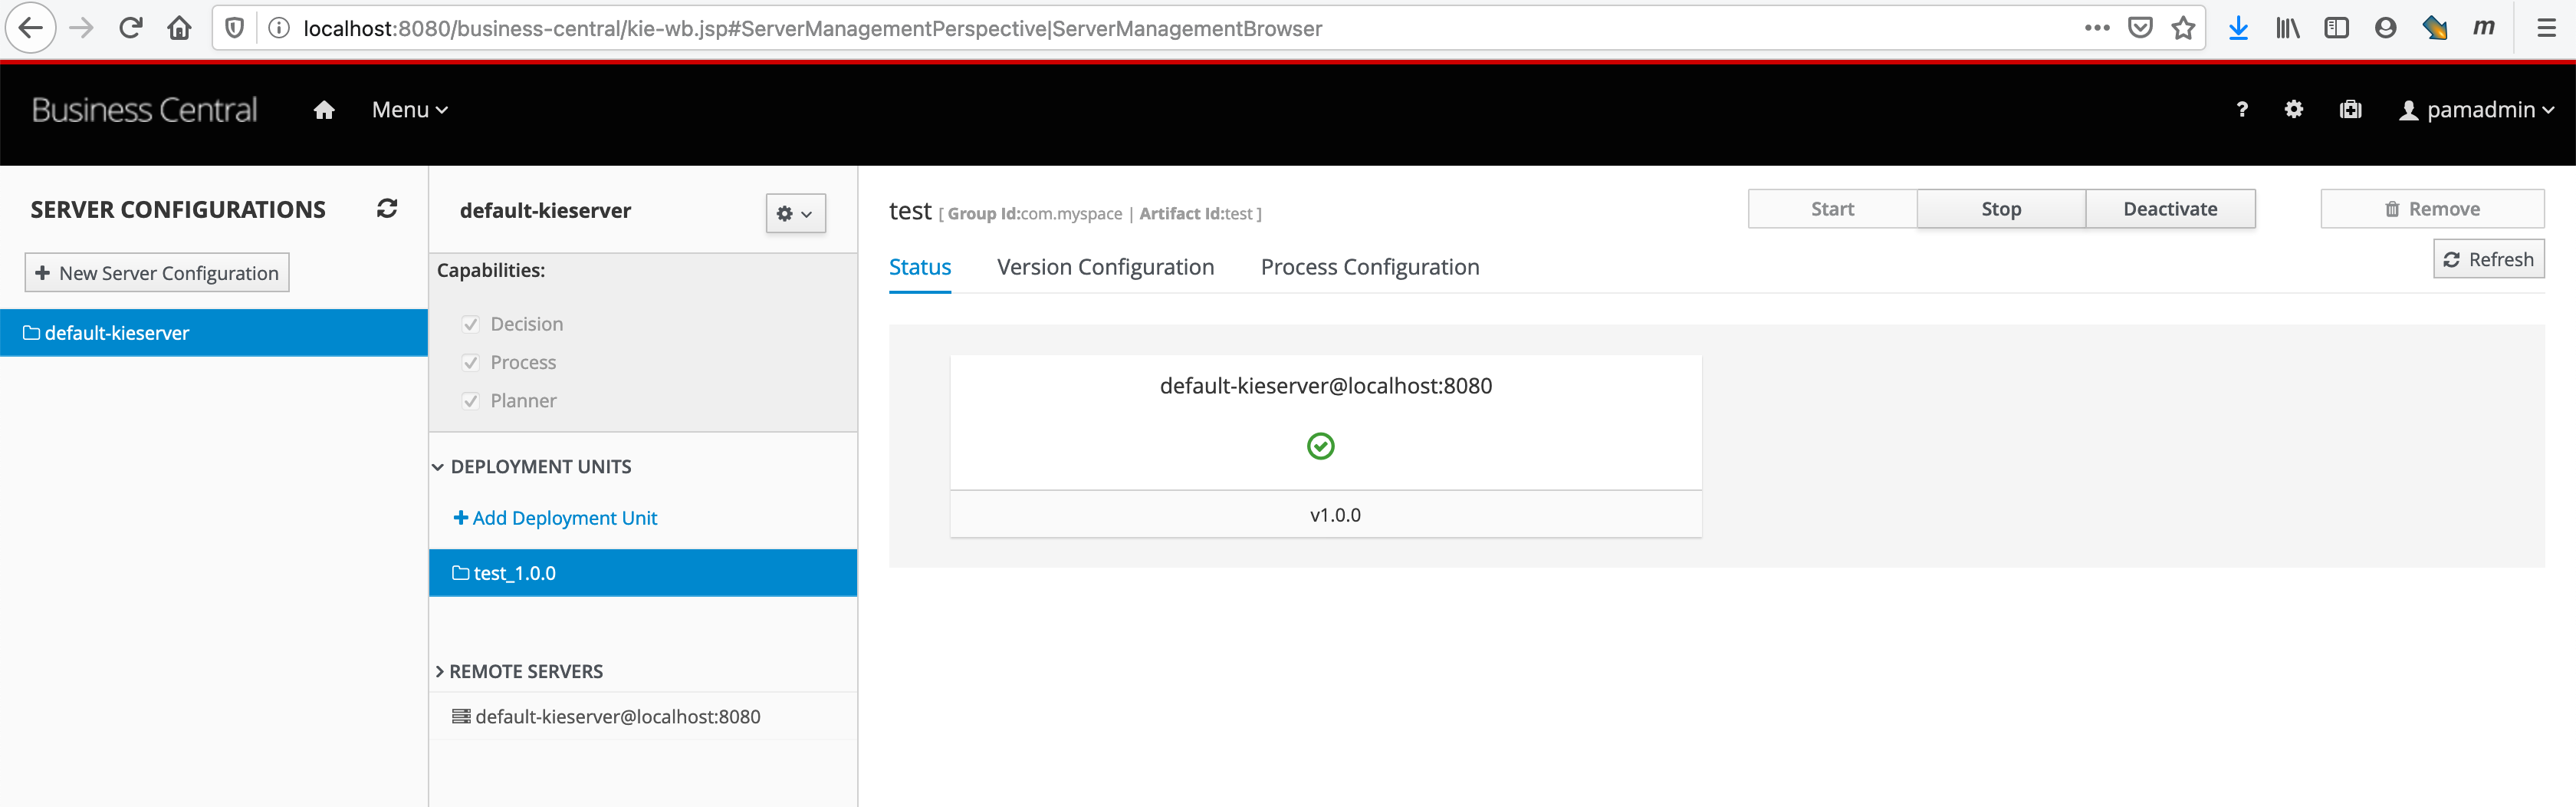 localhost:8080/business-central/kie-wb.jsp#ServerManagementPerspective|ServerManagementBrowser
m
Business Central
Menu
?
pamadmin
SERVER CONFIGURATIONS
+ New Server Configuration
default-kieserver
default-kieserver
Capabilities:
Decision
Process
Planner
DEPLOYMENT UNITS
+ Add Deployment Unit
test_1.0.0
REMOTE SERVERS
default-kieserver@localhost:8080
test [ Group Id:com.myspace | Artifact Id:test ]
Start
Stop
Deactivate
Remove
Refresh
Status
Version Configuration
Process Configuration
default-kieserver@localhost:8080
v1.0.0